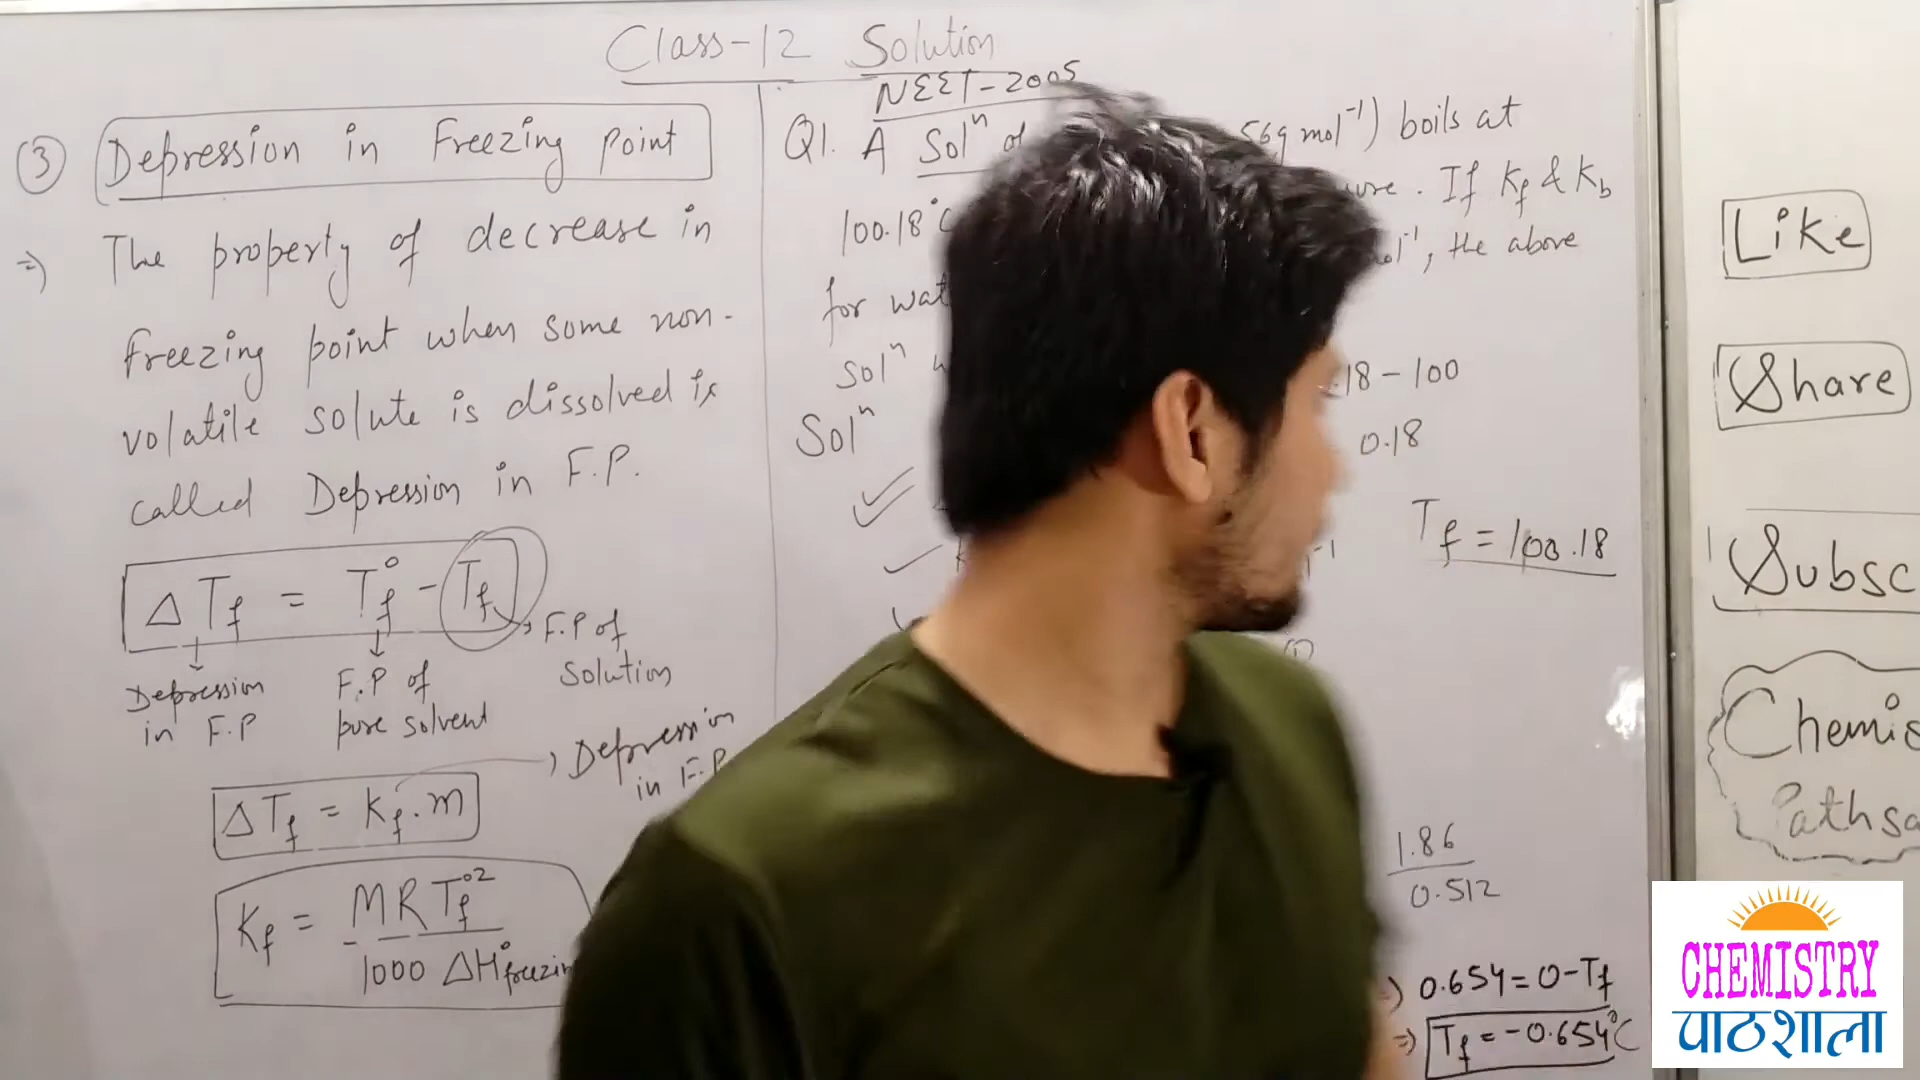 Class-12 Solution
NEET-2005
③ Depression in Freezing point
=) The property of decrease in
freezing point when some non-
volatile solute is dissolved is
called Depression in F.P.
ΔTf = Tf° - Tf
Depression
in F.P
F.P of
pure solvent
F.P of
Solution
ΔTf = Kf.m
Depression
in F.P
Kf = MRTf°²
1000 ΔH°freezin
Q1. A Solⁿ of 56g mol⁻¹) boils at
100.18°C If Kf & Kb
for wat , the above
Solⁿ
.18-100
Solⁿ
0.18
Tf = 100.18
①
1.86
0.512
=) 0.654=0-Tf
=) Tf=-0.654°C
Like
Share
Subsc
Chemis
Pathsa
CHEMISTRY
पाठशाला